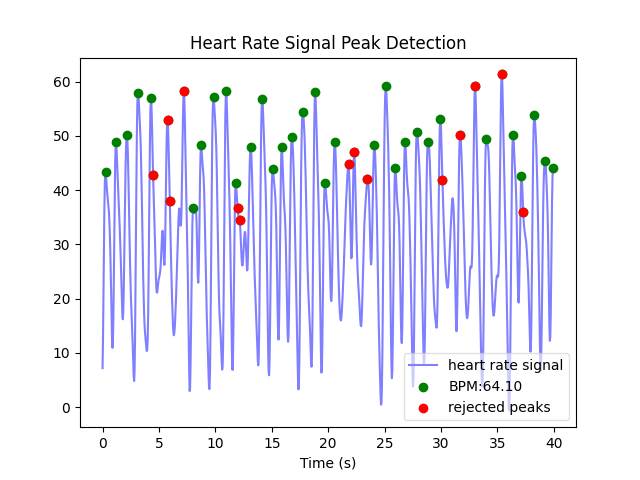 Heart Rate Signal Peak Detection
60
50
40
30
20
10
0
heart rate signal
BPM:64.10
rejected peaks
0 5 10 15 20 25 30 35 40
Time (s)